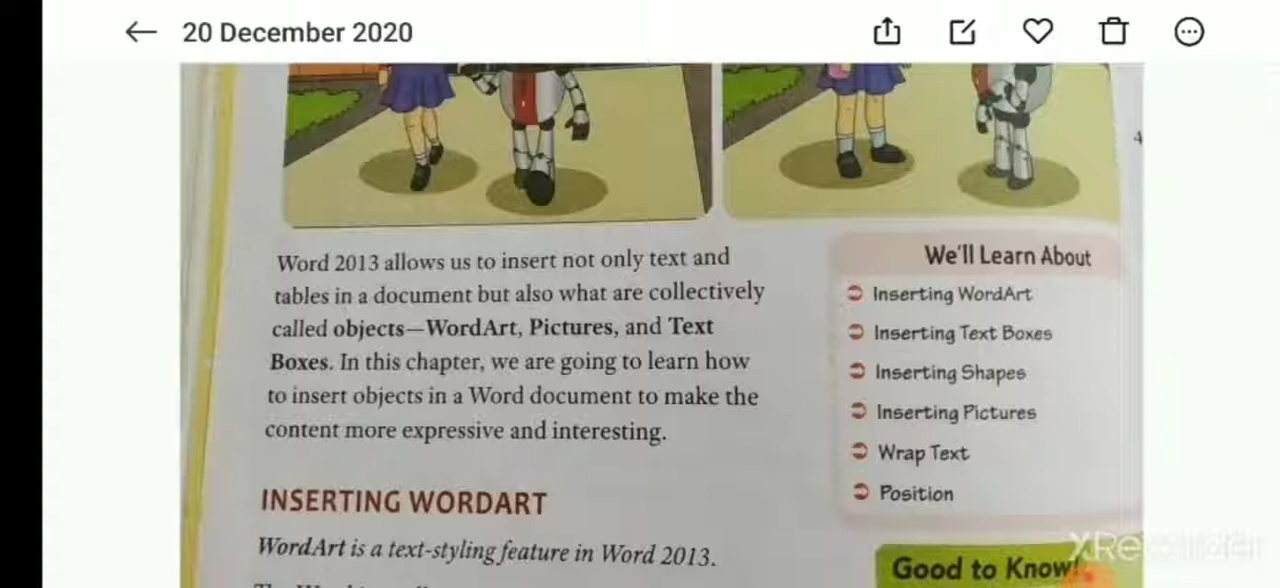 20 December 2020
Word 2013 allows us to insert not only text and
tables in a document but also what are collectively
called objects—WordArt, Pictures, and Text
Boxes. In this chapter, we are going to learn how
to insert objects in a Word document to make the
content more expressive and interesting.
INSERTING WORDART
WordArt is a text-styling feature in Word 2013.
We'll Learn About
Inserting WordArt
Inserting Text Boxes
Inserting Shapes
Inserting Pictures
Wrap Text
Position
Good to Know!
XRecorder